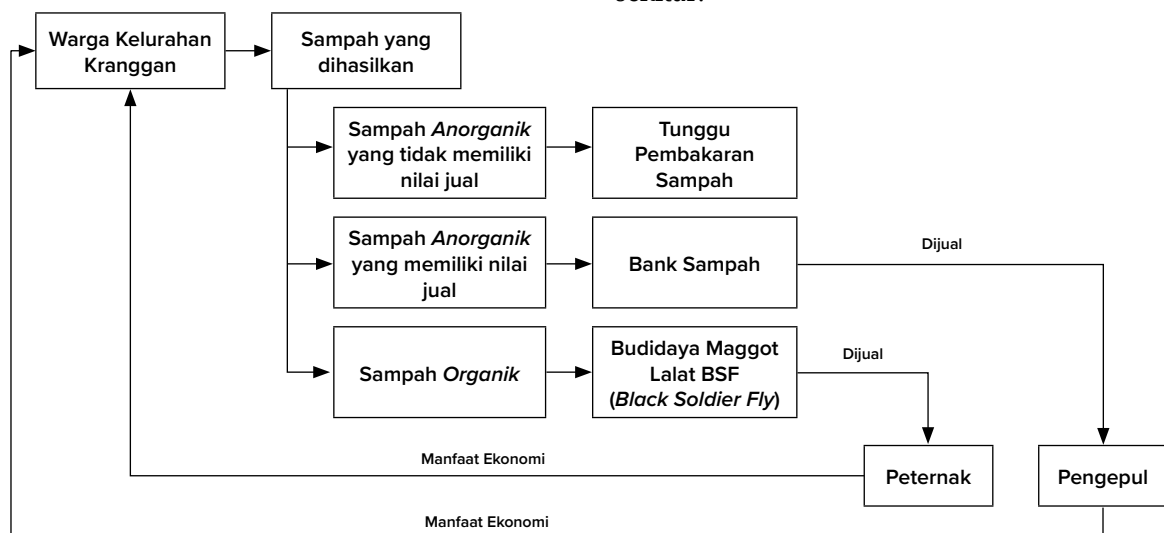 Warga Kelurahan
Kranggan
Sampah yang
dihasilkan
Sampah Anorganik
yang tidak memiliki
nilai jual
Tunggu
Pembakaran
Sampah
Sampah Anorganik
yang memiliki nilai
jual
Bank Sampah
Dijual
Sampah Organik
Budidaya Maggot
Lalat BSF
(Black Soldier Fly)
Dijual
Manfaat Ekonomi
Peternak
Pengepul
Manfaat Ekonomi